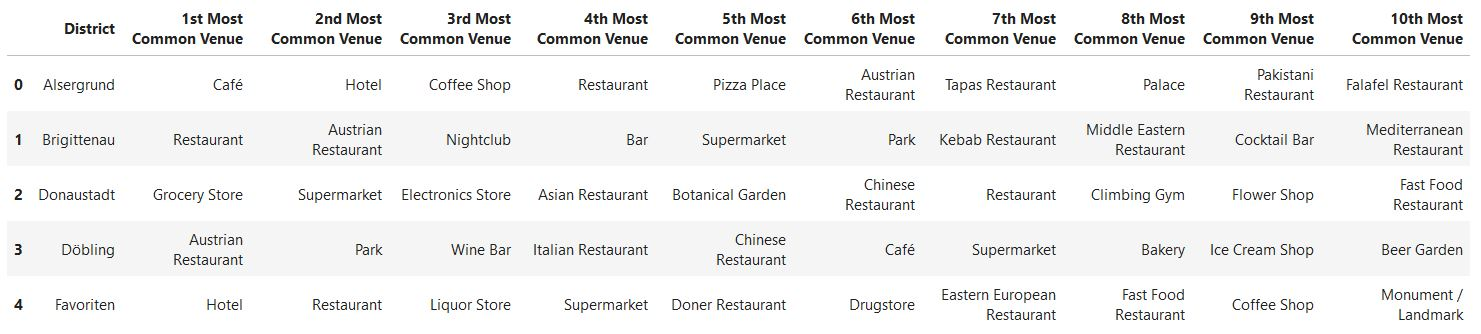 District 1st Most Common Venue 2nd Most Common Venue 3rd Most Common Venue 4th Most Common Venue 5th Most Common Venue 6th Most Common Venue 7th Most Common Venue 8th Most Common Venue 9th Most Common Venue 10th Most Common Venue
0 Alsergrund Café Hotel Coffee Shop Restaurant Pizza Place Austrian Restaurant Tapas Restaurant Palace Pakistani Restaurant Falafel Restaurant
1 Brigittenau Restaurant Austrian Restaurant Nightclub Bar Supermarket Park Kebab Restaurant Middle Eastern Restaurant Cocktail Bar Mediterranean Restaurant
2 Donaustadt Grocery Store Supermarket Electronics Store Asian Restaurant Botanical Garden Chinese Restaurant Restaurant Climbing Gym Flower Shop Fast Food Restaurant
3 Döbling Austrian Restaurant Park Wine Bar Italian Restaurant Chinese Restaurant Café Supermarket Bakery Ice Cream Shop Beer Garden
4 Favoriten Hotel Restaurant Liquor Store Supermarket Doner Restaurant Drugstore Eastern European Restaurant Fast Food Restaurant Coffee Shop Monument / Landmark